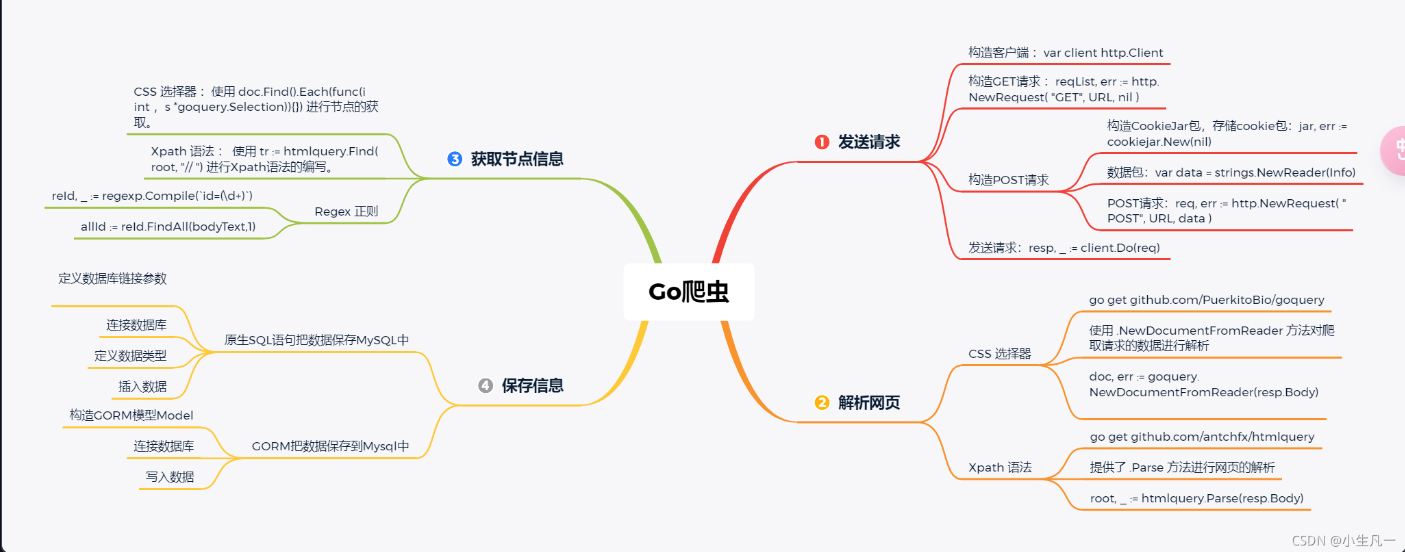 Go爬虫
1 发送请求
构造客户端：var client http.Client
构造GET请求：reqList, err := http.
NewRequest( "GET", URL, nil )
构造POST请求
构造CookieJar包，存储cookie包：jar, err :=
cookiejar.New(nil)
数据包：var data = strings.NewReader(Info)
POST请求：req, err := http.NewRequest( "
POST", URL, data )
发送请求：resp, _ := client.Do(req)
2 解析网页
CSS 选择器
go get github.com/PuerkitoBio/goquery
使用 .NewDocumentFromReader 方法对爬
取请求的数据进行解析
doc, err := goquery.
NewDocumentFromReader(resp.Body)
Xpath 语法
go get github.com/antchfx/htmlquery
提供了 .Parse 方法进行网页的解析
root, _ := htmlquery.Parse(resp.Body)
3 获取节点信息
CSS 选择器：使用 doc.Find().Each(func(i
int ，s *goquery.Selection)){}) 进行节点的获
取。
Xpath 语法： 使用 tr := htmlquery.Find(
root, "// ") 进行Xpath语法的编写。
Regex 正则
reId, _ := regexp.Compile(`id=(\d+)`)
allId := reId.FindAll(bodyText,1)
4 保存信息
原生SQL语句把数据保存MySQL中
定义数据库链接参数
连接数据库
定义数据类型
插入数据
GORM把数据保存到Mysql中
构造GORM模型Model
连接数据库
写入数据
CSDN @小生凡一